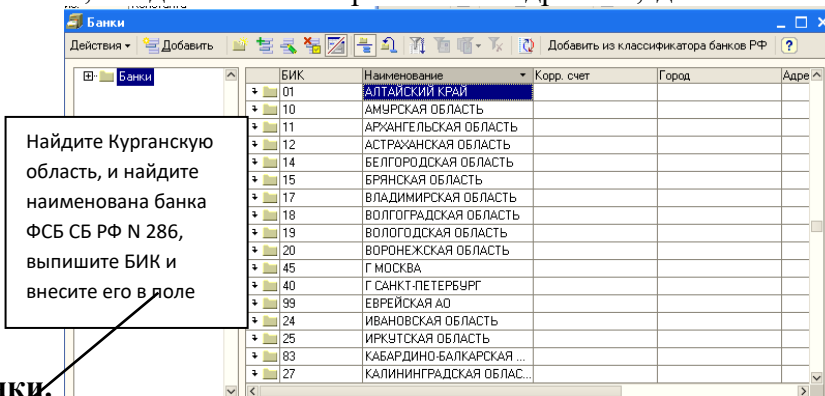 Банки
Действия Добавить Добавить из классификатора банков РФ ?
Банки
БИК Наименование Корр. счет Город Адре
01 АЛТАЙСКИЙ КРАЙ
10 АМУРСКАЯ ОБЛАСТЬ
11 АРХАНГЕЛЬСКАЯ ОБЛАСТЬ
12 АСТРАХАНСКАЯ ОБЛАСТЬ
14 БЕЛГОРОДСКАЯ ОБЛАСТЬ
15 БРЯНСКАЯ ОБЛАСТЬ
17 ВЛАДИМИРСКАЯ ОБЛАСТЬ
18 ВОЛГОГРАДСКАЯ ОБЛАСТЬ
19 ВОЛОГОДСКАЯ ОБЛАСТЬ
20 ВОРОНЕЖСКАЯ ОБЛАСТЬ
45 Г МОСКВА
40 Г САНКТ-ПЕТЕРБУРГ
99 ЕВРЕЙСКАЯ АО
24 ИВАНОВСКАЯ ОБЛАСТЬ
25 ИРКУТСКАЯ ОБЛАСТЬ
83 КАБАРДИНО-БАЛКАРСКАЯ ...
27 КАЛИНИНГРАДСКАЯ ОБЛАС...
Найдите Курганскую
область, и найдите
наименована банка
ФСБ СБ РФ N 286,
выпишите БИК и
внесите его в поле